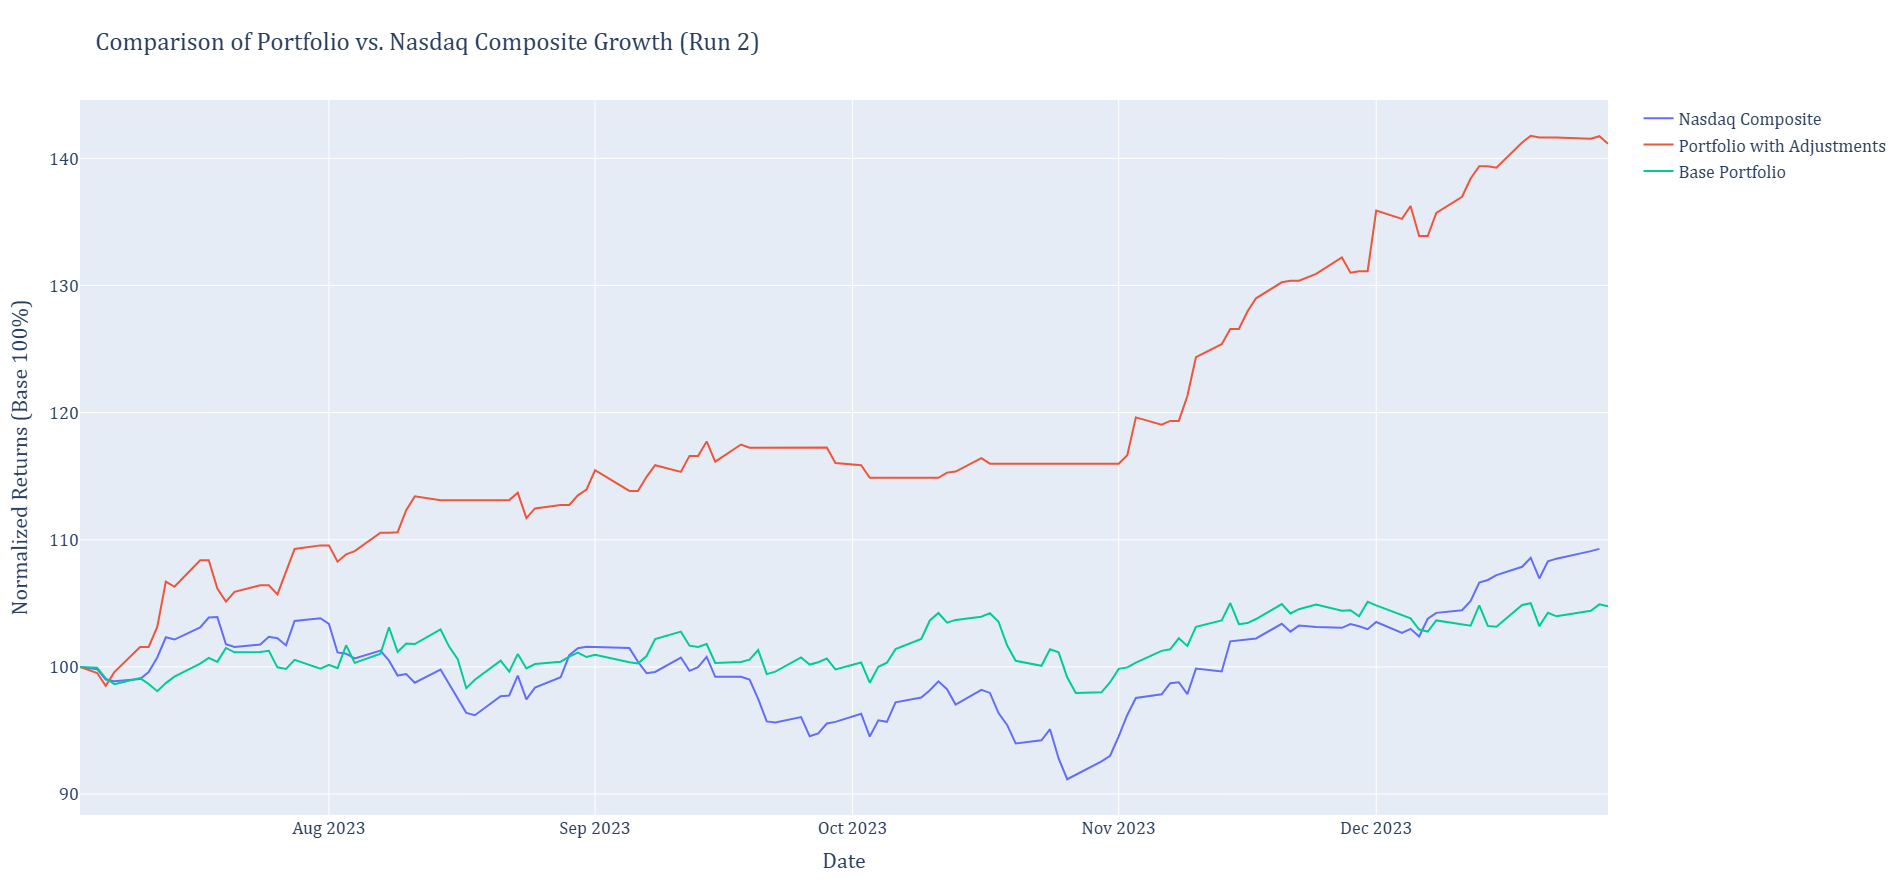 Comparison of Portfolio vs. Nasdaq Composite Growth (Run 2)
Nasdaq Composite
Portfolio with Adjustments
Base Portfolio
Normalized Returns (Base 100%)
140
130
120
110
100
90
Aug 2023
Sep 2023
Oct 2023
Nov 2023
Dec 2023
Date